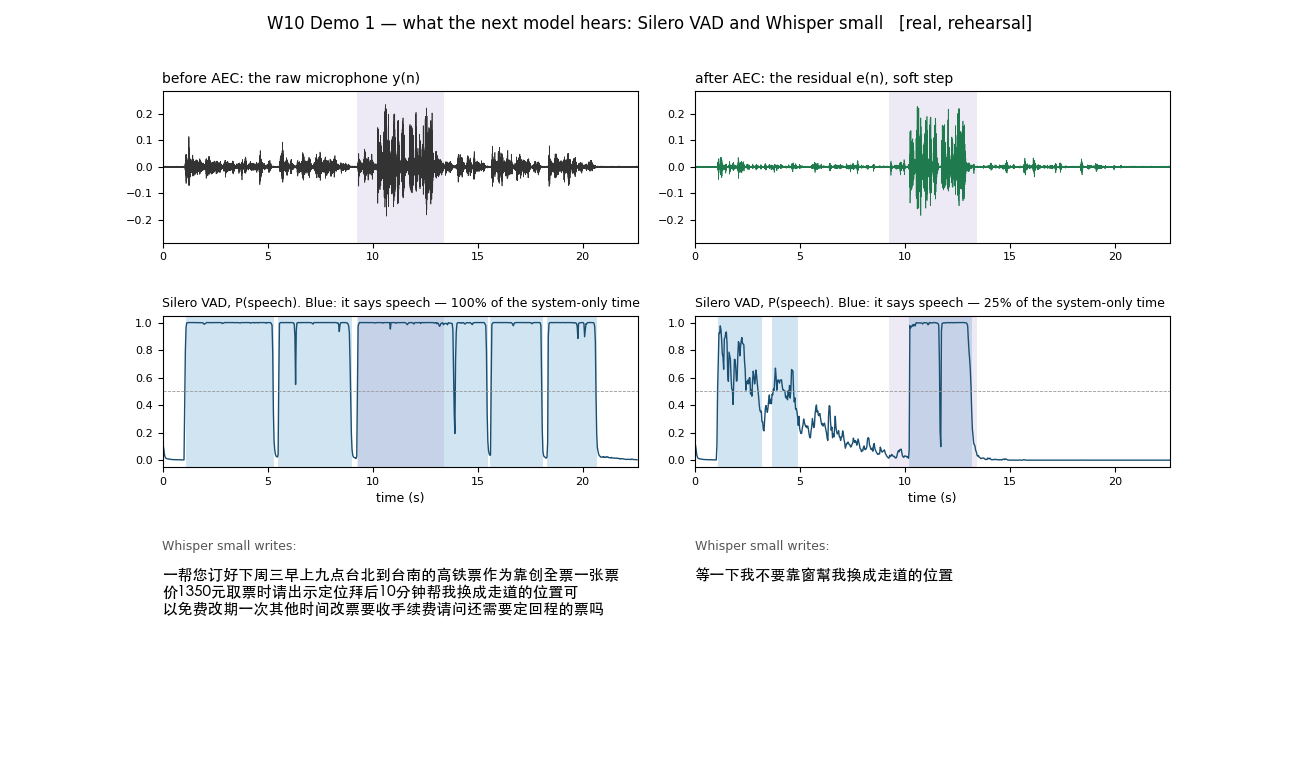 W10 Demo 1 — what the next model hears: Silero VAD and Whisper small [real, rehearsal]
before AEC: the raw microphone y(n)
after AEC: the residual e(n), soft step
0.2
0.1
0.0
−0.1
−0.2
0 5 10 15 20
0.2
0.1
0.0
−0.1
−0.2
0 5 10 15 20
Silero VAD, P(speech). Blue: it says speech — 100% of the system-only time
Silero VAD, P(speech). Blue: it says speech — 25% of the system-only time
1.0
0.8
0.6
0.4
0.2
0.0
0 5 10 15 20
time (s)
1.0
0.8
0.6
0.4
0.2
0.0
0 5 10 15 20
time (s)
Whisper small writes:
一帮您订好下周三早上九点台北到台南的高铁票作为靠创全票一张票
价1350元取票时请出示定位拜后10分钟帮我换成走道的位置可
以免费改期一次其他时间改票要收手续费请问还需要定回程的票吗
Whisper small writes:
等一下我不要靠窗幫我換成走道的位置